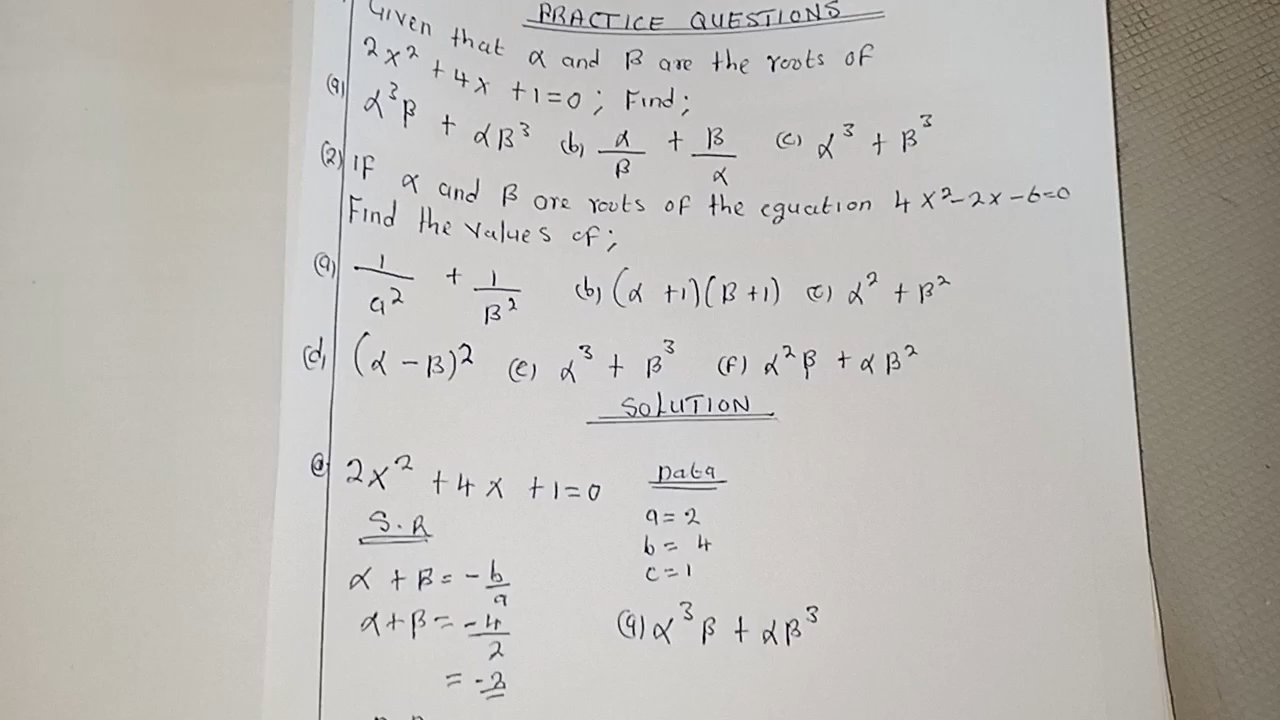 PRACTICE QUESTIONS
Given that α and β are the roots of
2x² + 4x + 1 = 0; Find;
(a) α³β + αβ³ (b) α/β + β/α (c) α³ + β³
(2) If α and β are roots of the equation 4x² - 2x - 6 = 0
Find the values of;
(a) 1/a² + 1/β² (b) (α + 1)(β + 1) (c) α² + β²
(d) (α - β)² (e) α³ + β³ (f) α²β + αβ²
SOLUTION
@ 2x² + 4x + 1 = 0 Data
S.R a = 2
b = 4
α + β = -b/a c = 1
α + β = -4/2 (a) α³β + αβ³
= -2